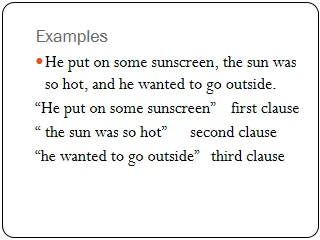 Examples
He put on some sunscreen, the sun was
so hot, and he wanted to go outside.
“He put on some sunscreen” first clause
“ the sun was so hot” second clause
“he wanted to go outside” third clause